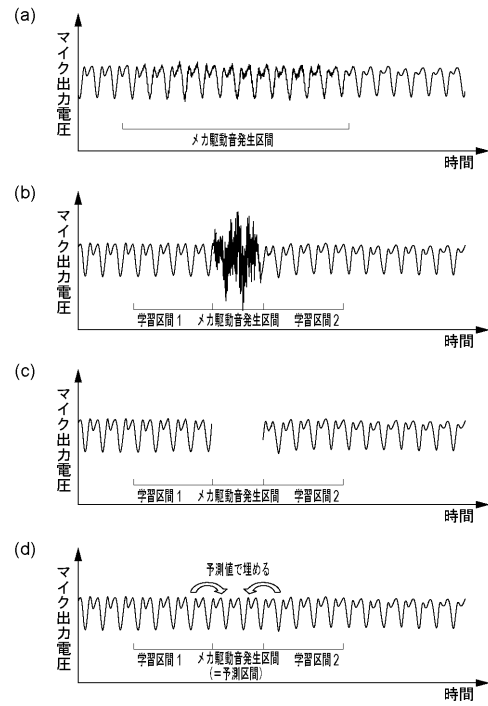 (a)
マイク出力電圧
メカ駆動音発生区間
時間
(b)
マイク出力電圧
学習区間1 メカ駆動音発生区間 学習区間2
時間
(c)
マイク出力電圧
学習区間1 メカ駆動音発生区間 学習区間2
時間
(d)
マイク出力電圧
予測値で埋める
学習区間1 メカ駆動音発生区間 学習区間2
(=予測区間)
時間